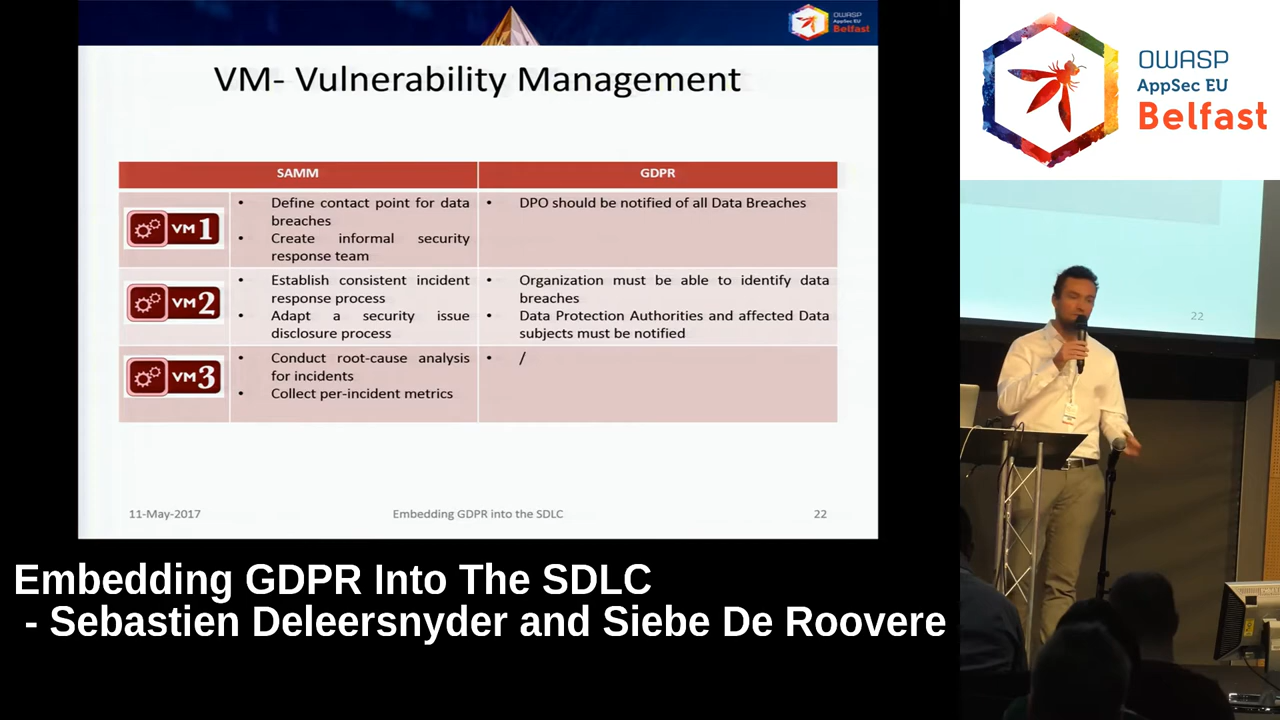 OWASP
AppSec EU
Belfast
VM- Vulnerability Management
SAMM
GDPR
VM 1
• Define contact point for data
breaches
• Create informal security
response team
• DPO should be notified of all Data Breaches
VM 2
• Establish consistent incident
response process
• Adapt a security issue
disclosure process
• Organization must be able to identify data
breaches
• Data Protection Authorities and affected Data
subjects must be notified
VM 3
• Conduct root-cause analysis
for incidents
• Collect per-incident metrics
• /
11-May-2017
Embedding GDPR into the SDLC
22
OWASP
AppSec EU
Belfast
22
Embedding GDPR Into The SDLC
- Sebastien Deleersnyder and Siebe De Roovere